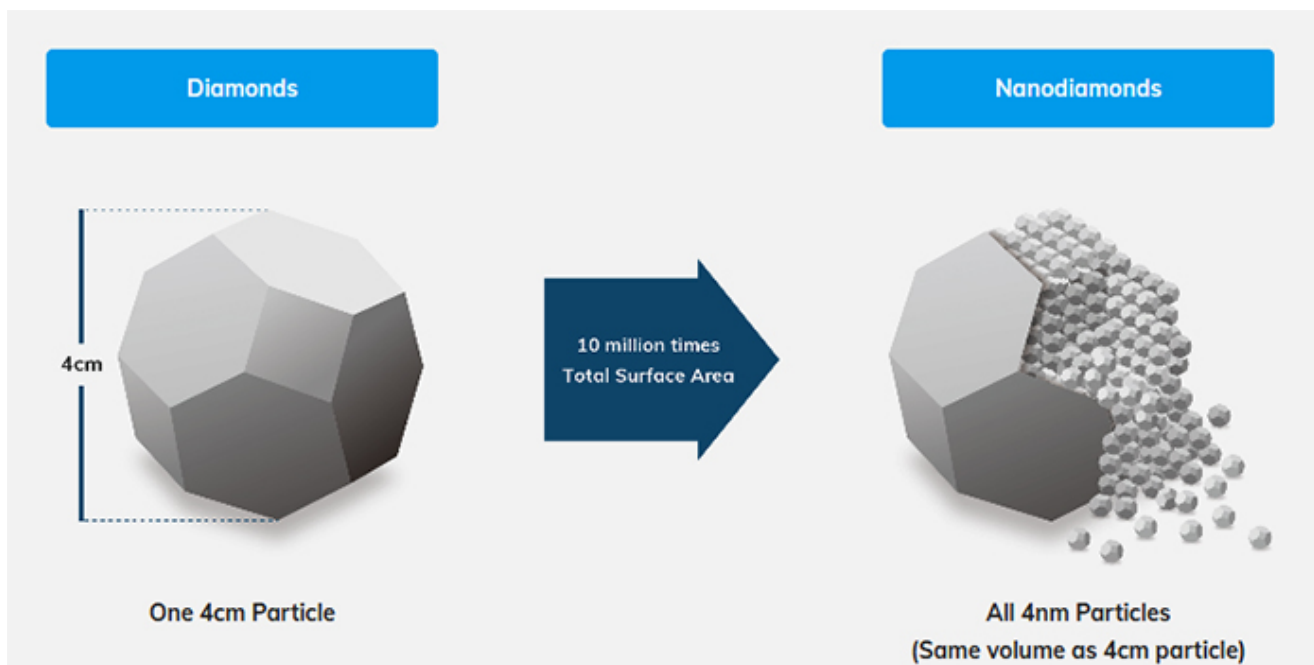 Diamonds
Nanodiamonds
4cm
10 million times
Total Surface Area
One 4cm Particle
All 4nm Particles
(Same volume as 4cm particle)